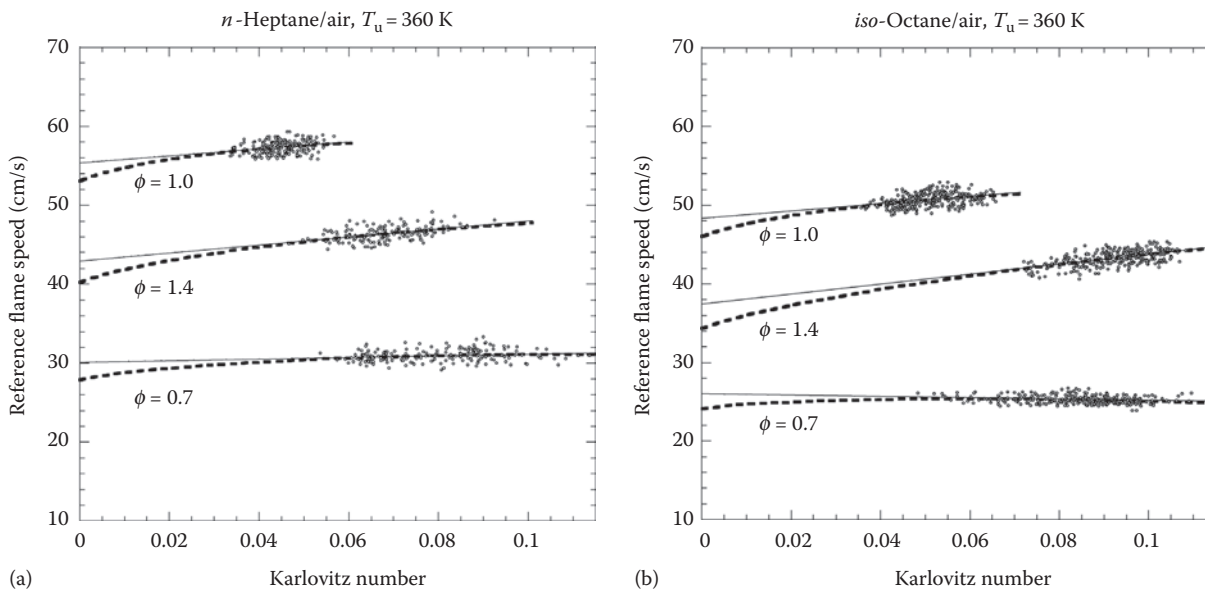 n-Heptane/air, Tu = 360 K
70
60
50
40
30
20
10
Reference flame speed (cm/s)
ϕ = 1.0
ϕ = 1.4
ϕ = 0.7
0
0.02
0.04
0.06
0.08
0.1
Karlovitz number
(a)
iso-Octane/air, Tu = 360 K
70
60
50
40
30
20
10
Reference flame speed (cm/s)
ϕ = 1.0
ϕ = 1.4
ϕ = 0.7
0
0.02
0.04
0.06
0.08
0.1
Karlovitz number
(b)